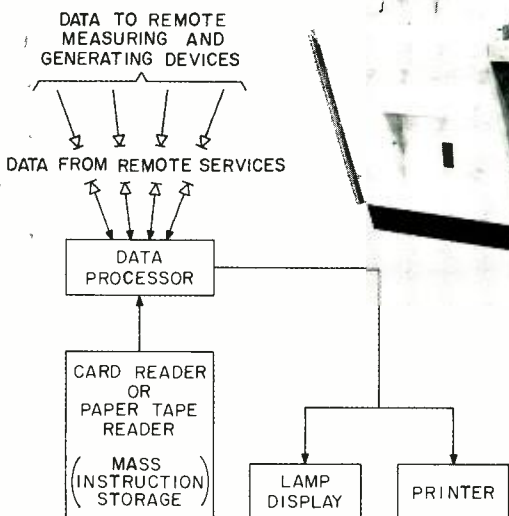 DATA TO REMOTE
MEASURING AND
GENERATING DEVICES
DATA FROM REMOTE SERVICES
DATA
PROCESSOR
CARD READER
OR
PAPER TAPE
READER
(MASS
INSTRUCTION
STORAGE)
LAMP
DISPLAY
PRINTER